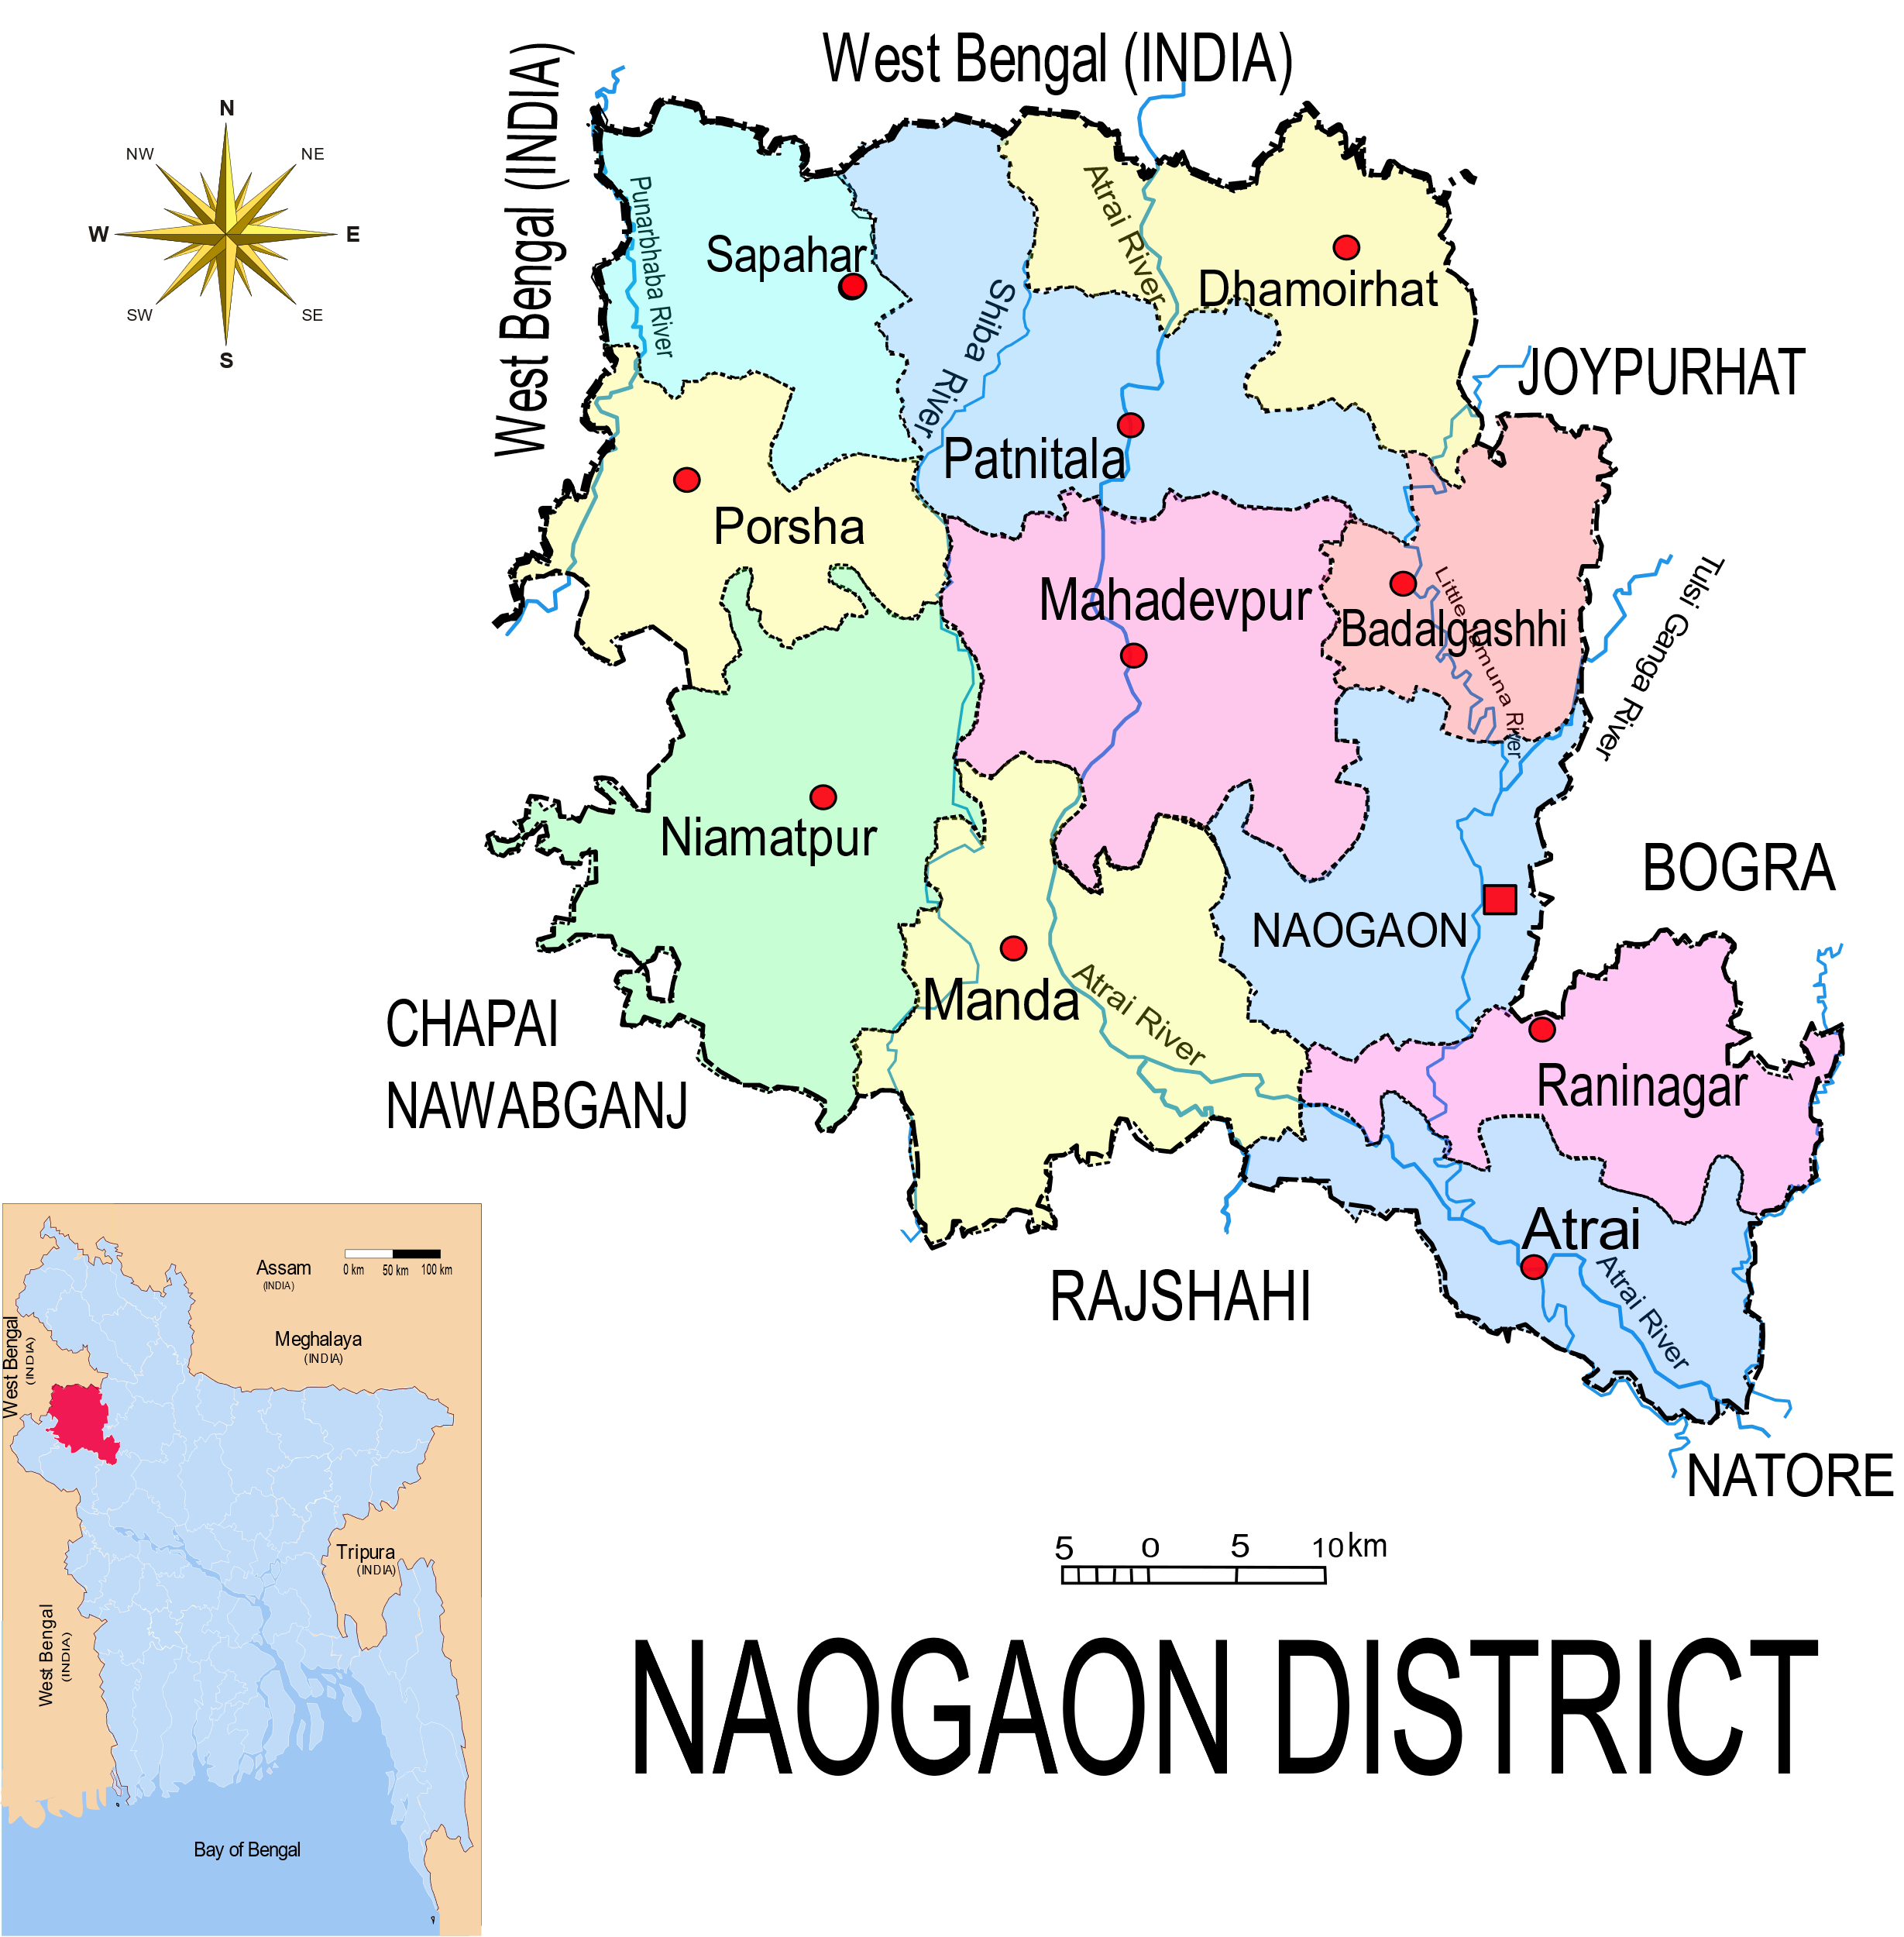 West Bengal (INDIA)
West Bengal (INDIA)
N
NW
NE
W
E
SW
SE
S
Punarbhaba River
Sapahar
Shiba River
Atrai River
Dhamoirhat
JOYPURHAT
Patnitala
Porsha
Mahadevpur
Badalgashhi
River
Tulsi Ganga River
Niamatpur
BOGRA
NAOGAON
Manda
Atrai River
CHAPAI
NAWABGANJ
Raninagar
Atrai
Atrai River
RAJSHAHI
NATORE
Assam
(INDIA)
0 km 50 km 100 km
Meghalaya
(INDIA)
West Bengal
(INDIA)
Tripura
(INDIA)
West Bengal
(INDIA)
Bay of Bengal
5 0 5 10 km
NAOGAON DISTRICT